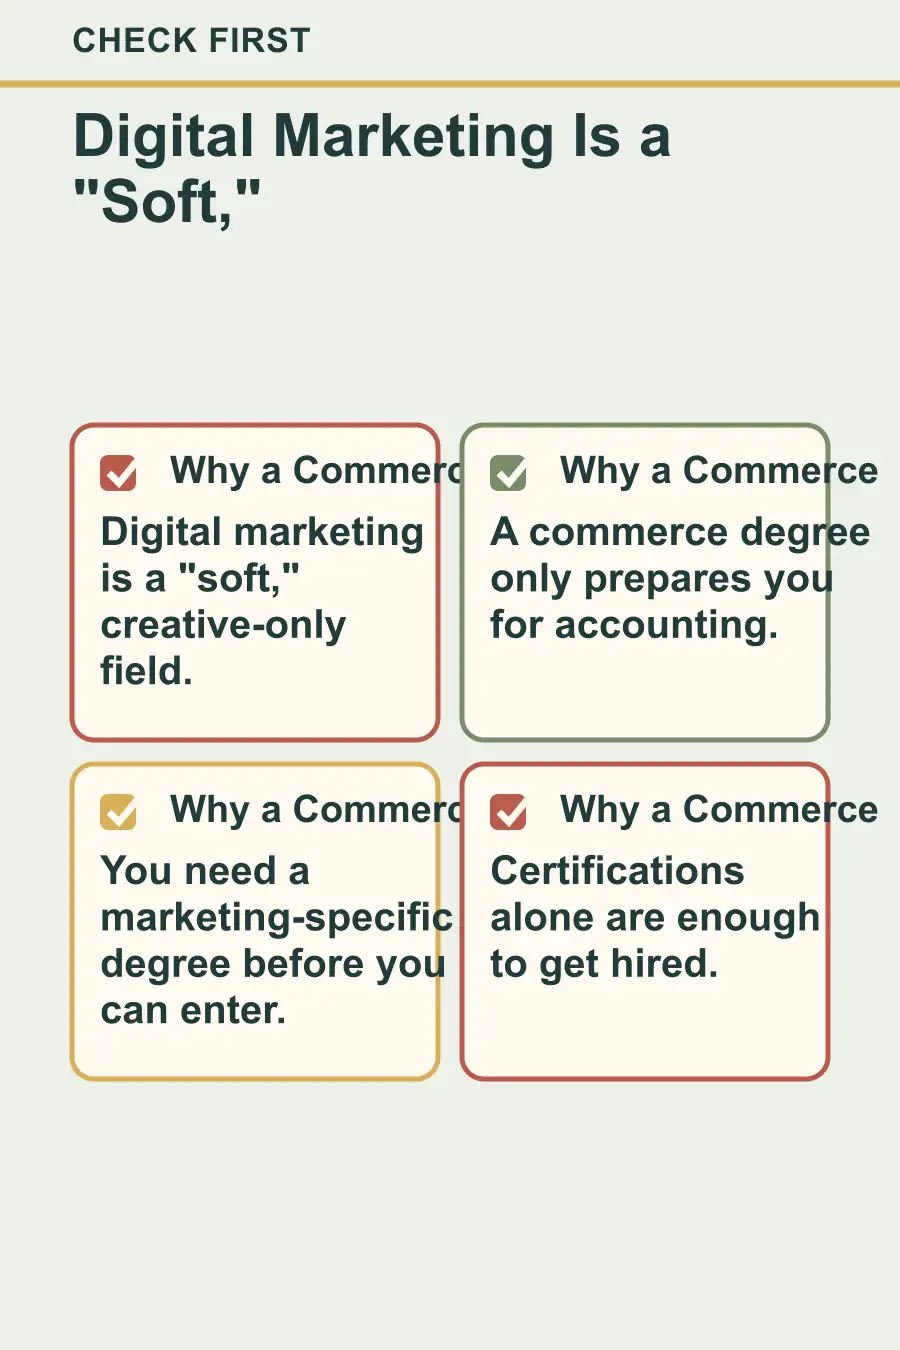 CHECK FIRST
Digital Marketing Is a
"Soft,"
Why a Commerc
Digital marketing
is a "soft,"
creative-only
field.
Why a Commerce
A commerce degree
only prepares you
for accounting.
Why a Commerc
You need a
marketing-specific
degree before you
can enter.
Why a Commerce
Certifications
alone are enough
to get hired.